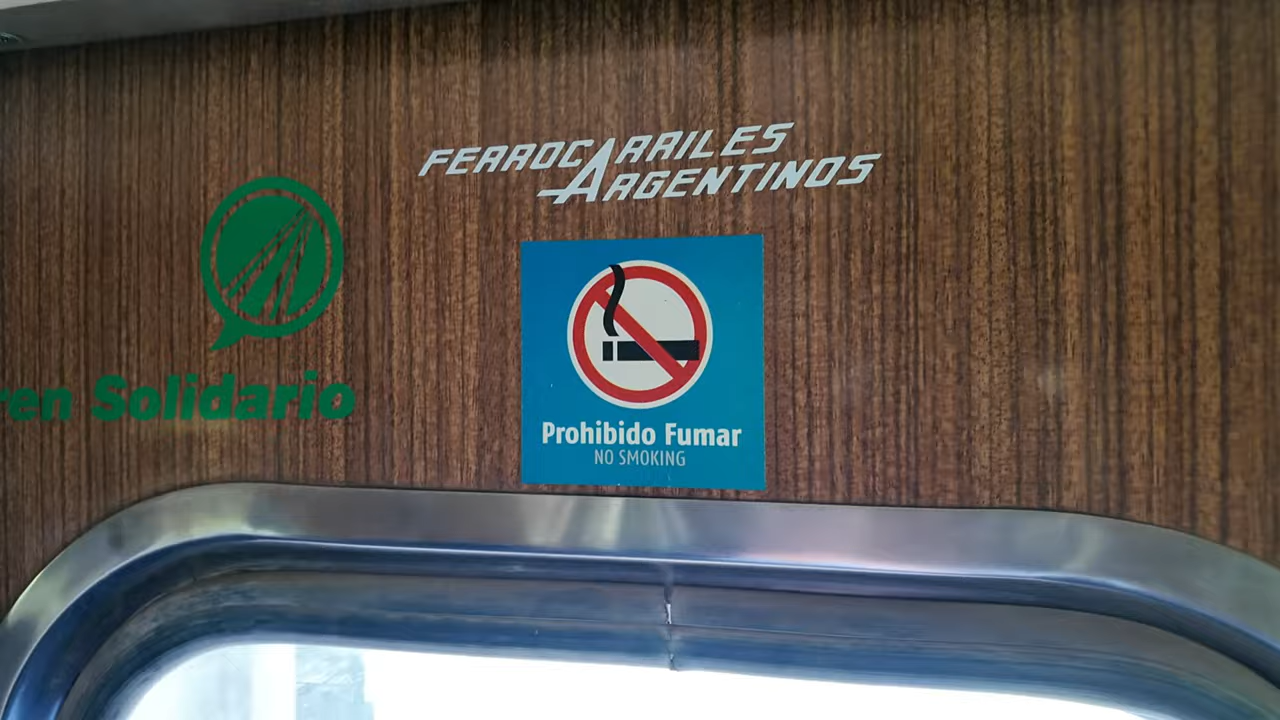 FERROCARRILES
ARGENTINOS
ren Solidario
Prohibido Fumar
NO SMOKING